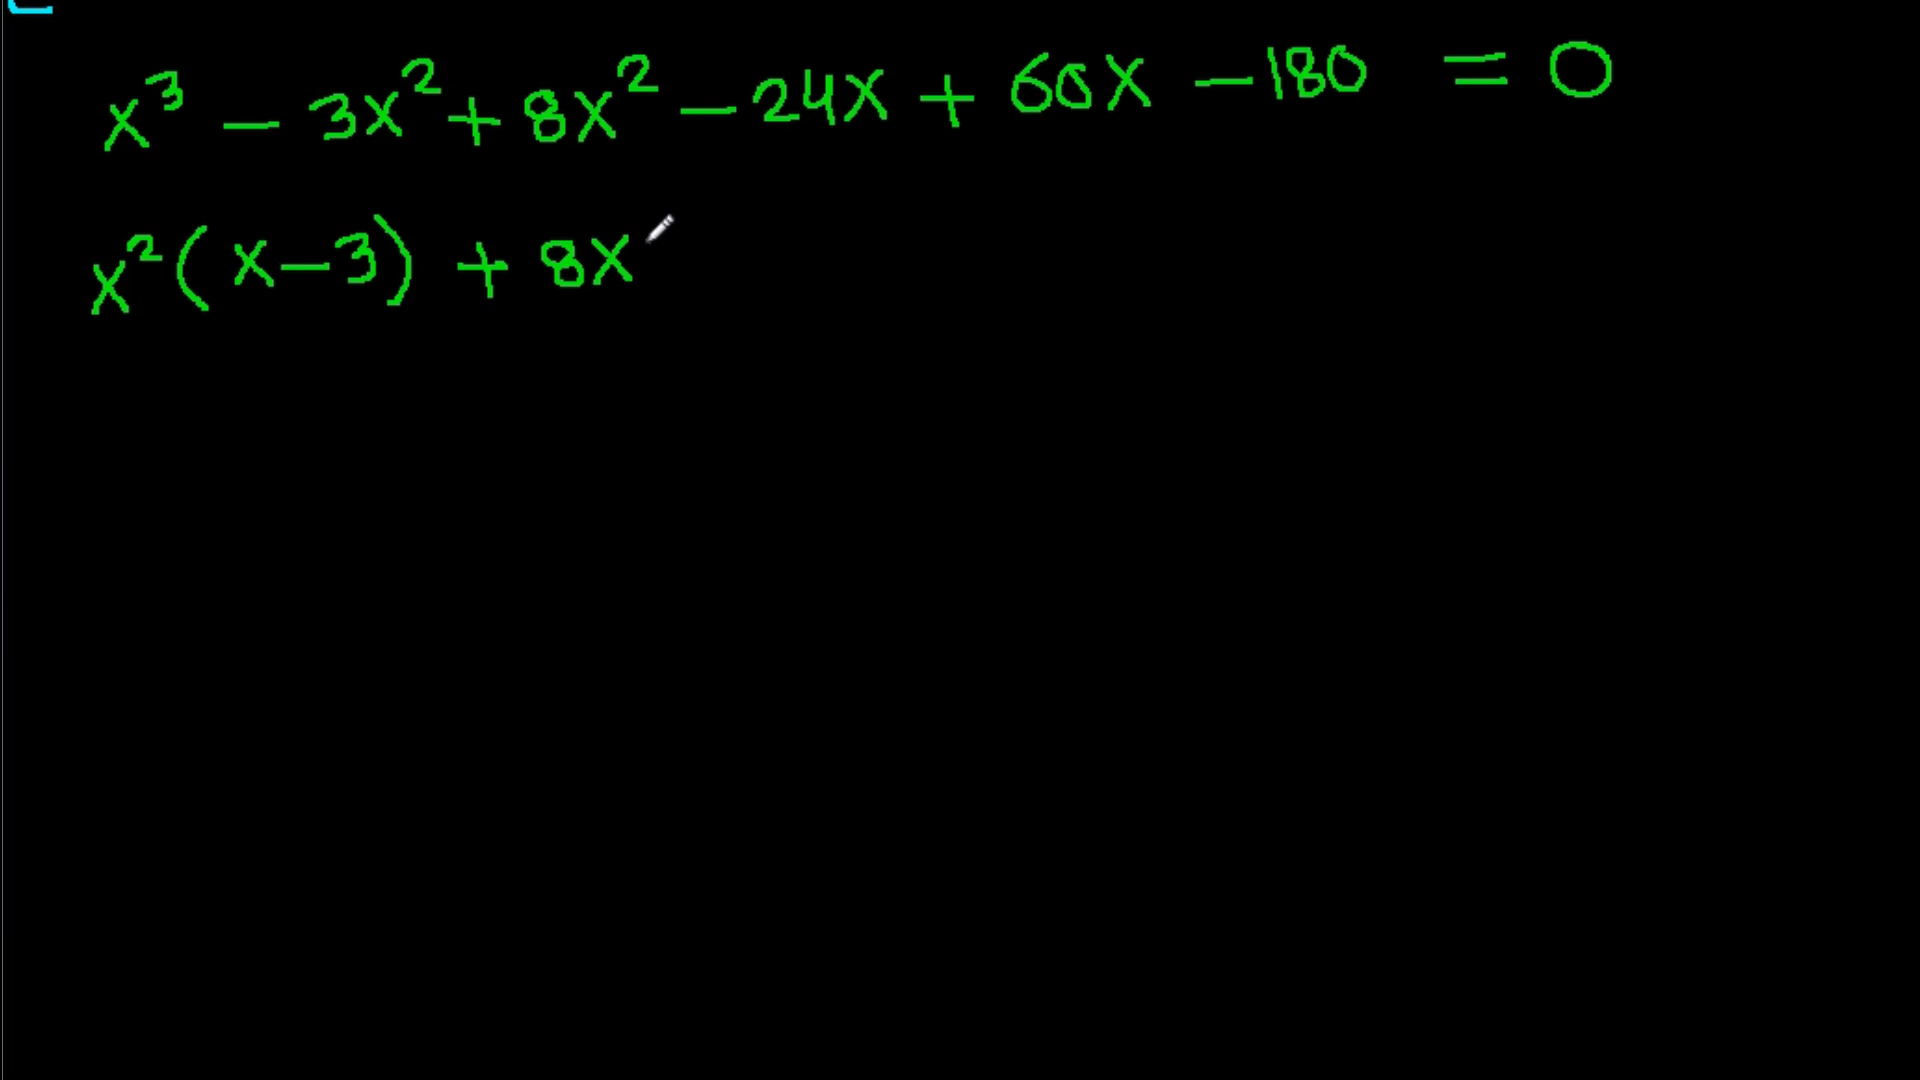 x³ - 3x² + 8x² - 24x + 60x - 180 = 0
x²(x-3) + 8x